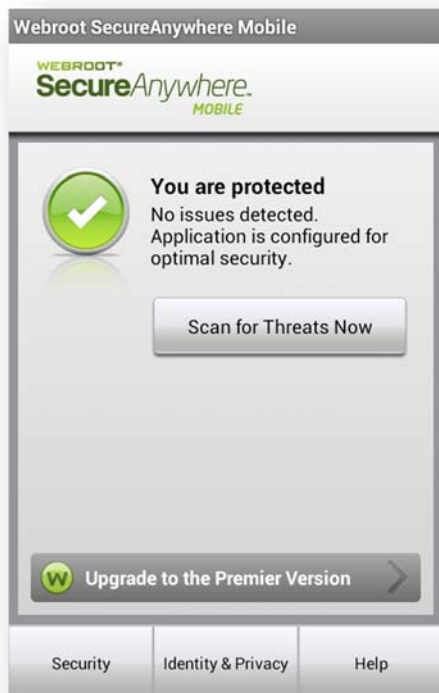 Webroot SecureAnywhere Mobile
WEBROOT®
SecureAnywhere.
MOBILE
You are protected
No issues detected.
Application is configured for
optimal security.
Scan for Threats Now
W Upgrade to the Premier Version
Security Identity & Privacy Help